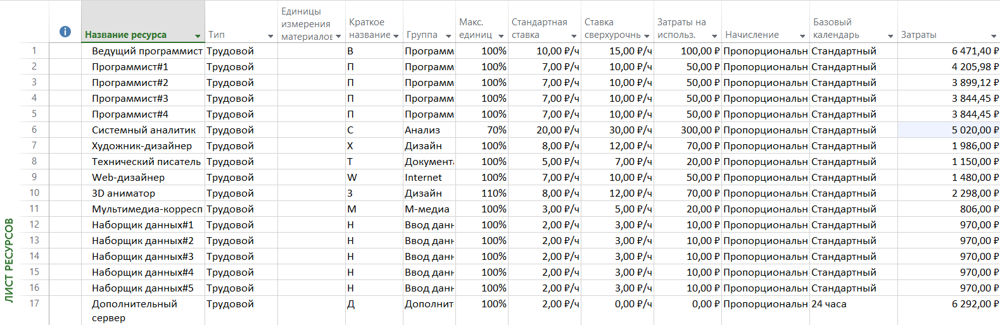 Название ресурса Тип Единицы измерения материалов Краткое название Группа Макс. единиц Стандартная ставка Ставка сверхурочнь Затраты на использ. Начисление Базовый календарь Затраты
1 Ведущий программист Трудовой В Программ 100% 10,00 ₽/ч 15,00 ₽/ч 100,00 ₽ Пропорциональн Стандартный 6 471,40 ₽
2 Программист#1 Трудовой П Программ 100% 7,00 ₽/ч 10,00 ₽/ч 50,00 ₽ Пропорциональн Стандартный 4 205,98 ₽
3 Программист#2 Трудовой П Программ 100% 7,00 ₽/ч 10,00 ₽/ч 50,00 ₽ Пропорциональн Стандартный 3 899,12 ₽
4 Программист#3 Трудовой П Программ 100% 7,00 ₽/ч 10,00 ₽/ч 50,00 ₽ Пропорциональн Стандартный 3 844,45 ₽
5 Программист#4 Трудовой П Программ 100% 7,00 ₽/ч 10,00 ₽/ч 50,00 ₽ Пропорциональн Стандартный 3 844,45 ₽
6 Системный аналитик Трудовой С Анализ 70% 20,00 ₽/ч 30,00 ₽/ч 300,00 ₽ Пропорциональн Стандартный 5 020,00 ₽
7 Художник-дизайнер Трудовой Х Дизайн 100% 8,00 ₽/ч 12,00 ₽/ч 70,00 ₽ Пропорциональн Стандартный 1 986,00 ₽
8 Технический писатель Трудовой Т Документа 100% 5,00 ₽/ч 7,00 ₽/ч 20,00 ₽ Пропорциональн Стандартный 1 150,00 ₽
9 Web-дизайнер Трудовой W Internet 100% 7,00 ₽/ч 10,00 ₽/ч 50,00 ₽ Пропорциональн Стандартный 1 480,00 ₽
10 3D аниматор Трудовой 3 Дизайн 110% 8,00 ₽/ч 12,00 ₽/ч 70,00 ₽ Пропорциональн Стандартный 2 298,00 ₽
11 Мультимедиа-корресп Трудовой М М-медиа 100% 3,00 ₽/ч 5,00 ₽/ч 20,00 ₽ Пропорциональн Стандартный 806,00 ₽
12 Наборщик данных#1 Трудовой Н Ввод данн 100% 2,00 ₽/ч 3,00 ₽/ч 10,00 ₽ Пропорциональн Стандартный 970,00 ₽
13 Наборщик данных#2 Трудовой Н Ввод данн 100% 2,00 ₽/ч 3,00 ₽/ч 10,00 ₽ Пропорциональн Стандартный 970,00 ₽
14 Наборщик данных#3 Трудовой Н Ввод данн 100% 2,00 ₽/ч 3,00 ₽/ч 10,00 ₽ Пропорциональн Стандартный 970,00 ₽
15 Наборщик данных#4 Трудовой Н Ввод данн 100% 2,00 ₽/ч 3,00 ₽/ч 10,00 ₽ Пропорциональн Стандартный 970,00 ₽
16 Наборщик данных#5 Трудовой Н Ввод данн 100% 2,00 ₽/ч 3,00 ₽/ч 10,00 ₽ Пропорциональн Стандартный 970,00 ₽
17 Дополнительный сервер Трудовой Д Дополнит 100% 2,00 ₽/ч 0,00 ₽/ч 0,00 ₽ Пропорциональн 24 часа 6 292,00 ₽
ЛИСТ РЕСУРСОВ